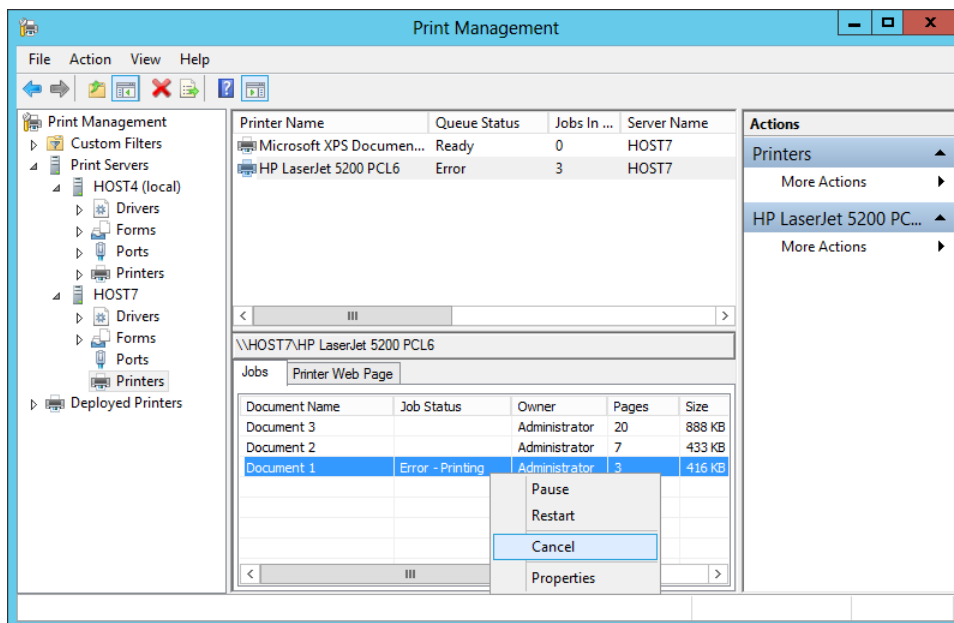 Print Management
File Action View Help
Print Management
Custom Filters
Print Servers
HOST4 (local)
Drivers
Forms
Ports
Printers
HOST7
Drivers
Forms
Ports
Printers
Deployed Printers
Printer Name Queue Status Jobs In ... Server Name
Microsoft XPS Documen... Ready 0 HOST7
HP LaserJet 5200 PCL6 Error 3 HOST7
\\HOST7\HP LaserJet 5200 PCL6
Jobs Printer Web Page
Document Name Job Status Owner Pages Size
Document 3 Administrator 20 888 KB
Document 2 Administrator 7 433 KB
Document 1 Error - Printing Administrator 3 416 KB
Pause
Restart
Cancel
Properties
Actions
Printers
More Actions
HP LaserJet 5200 PC...
More Actions